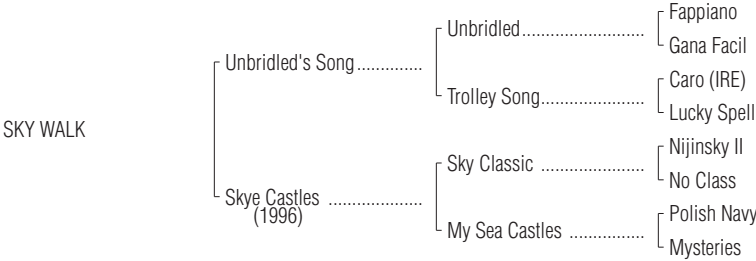 Fappiano
Unbridled........................
Gana Facil
Unbridled's Song..............
Caro (IRE)
Trolley Song.....................
Lucky Spell
SKY WALK
Nijinsky II
Sky Classic .....................
No Class
Skye Castles ...................
(1996)
Polish Navy
My Sea Castles ...............
Mysteries